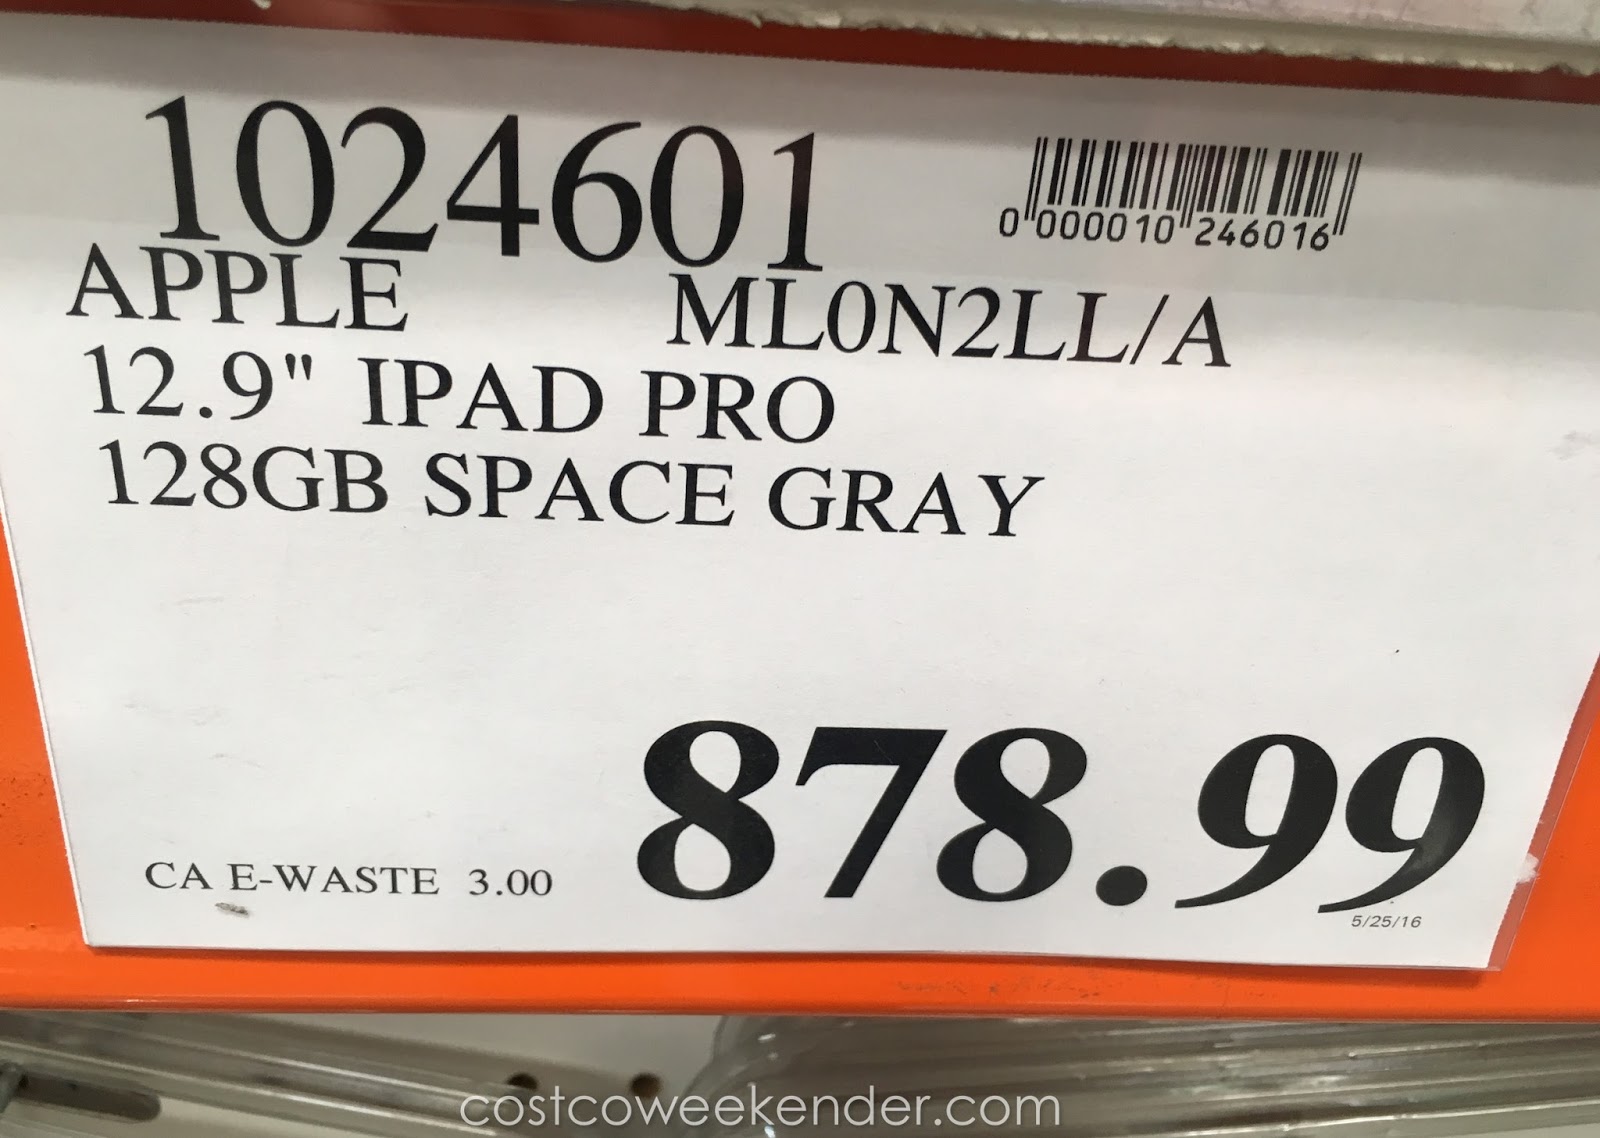 1024601
0 000010 246016
APPLE ML0N2LL/A
12.9" IPAD PRO
128GB SPACE GRAY
878.99
CA E-WASTE 3.00
5/25/16
costcoweekender.com